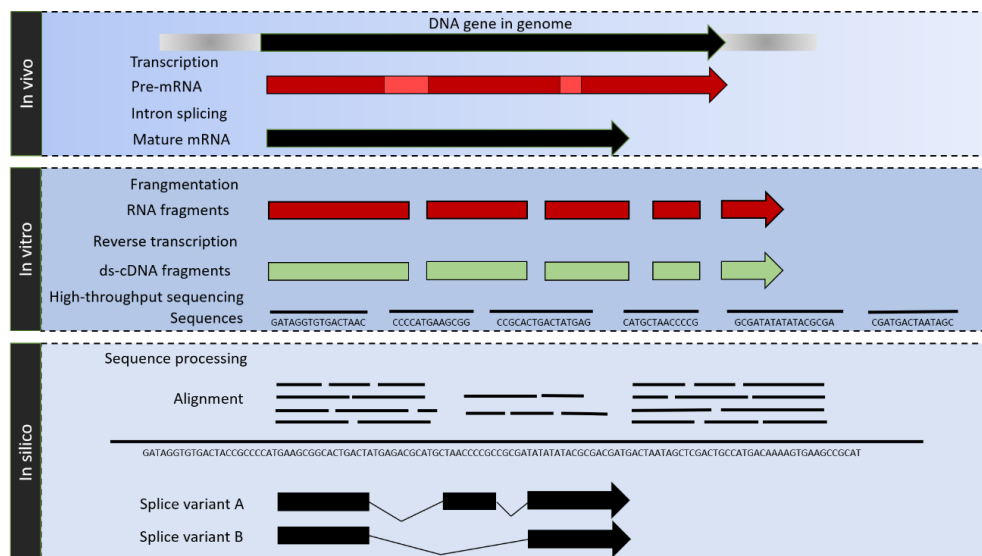 In vivo
DNA gene in genome
Transcription
Pre-mRNA
Intron splicing
Mature mRNA
In vitro
Frangmentation
RNA fragments
Reverse transcription
ds-cDNA fragments
High-throughput sequencing
Sequences GATAGGTGTGACTAAC CCCCATGAAGCGG CCGCACTGACTATGAG CATGCTAACCCCG GCGATATATATACGCGA CGATGACTAATAGC
In silico
Sequence processing
Alignment
GATAGGTGTGACTACCGCCCCATGAAGCGGCACTGACTATGAGACGCATGCTAACCCCGCCGCGATATATATACGCGACGATGACTAATAGCTCGACTGCCATGACAAAAGTGAAGCCGCAT
Splice variant A
Splice variant B